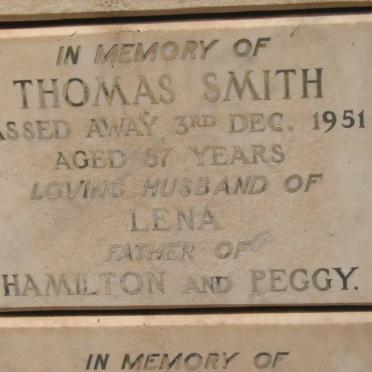 IN MEMORY OF
THOMAS SMITH
ASSED AWAY 3RD DEC. 1951
AGED 57 YEARS
LOVING HUSBAND OF
LENA
FATHER OF
HAMILTON AND PEGGY.
IN MEMORY OF